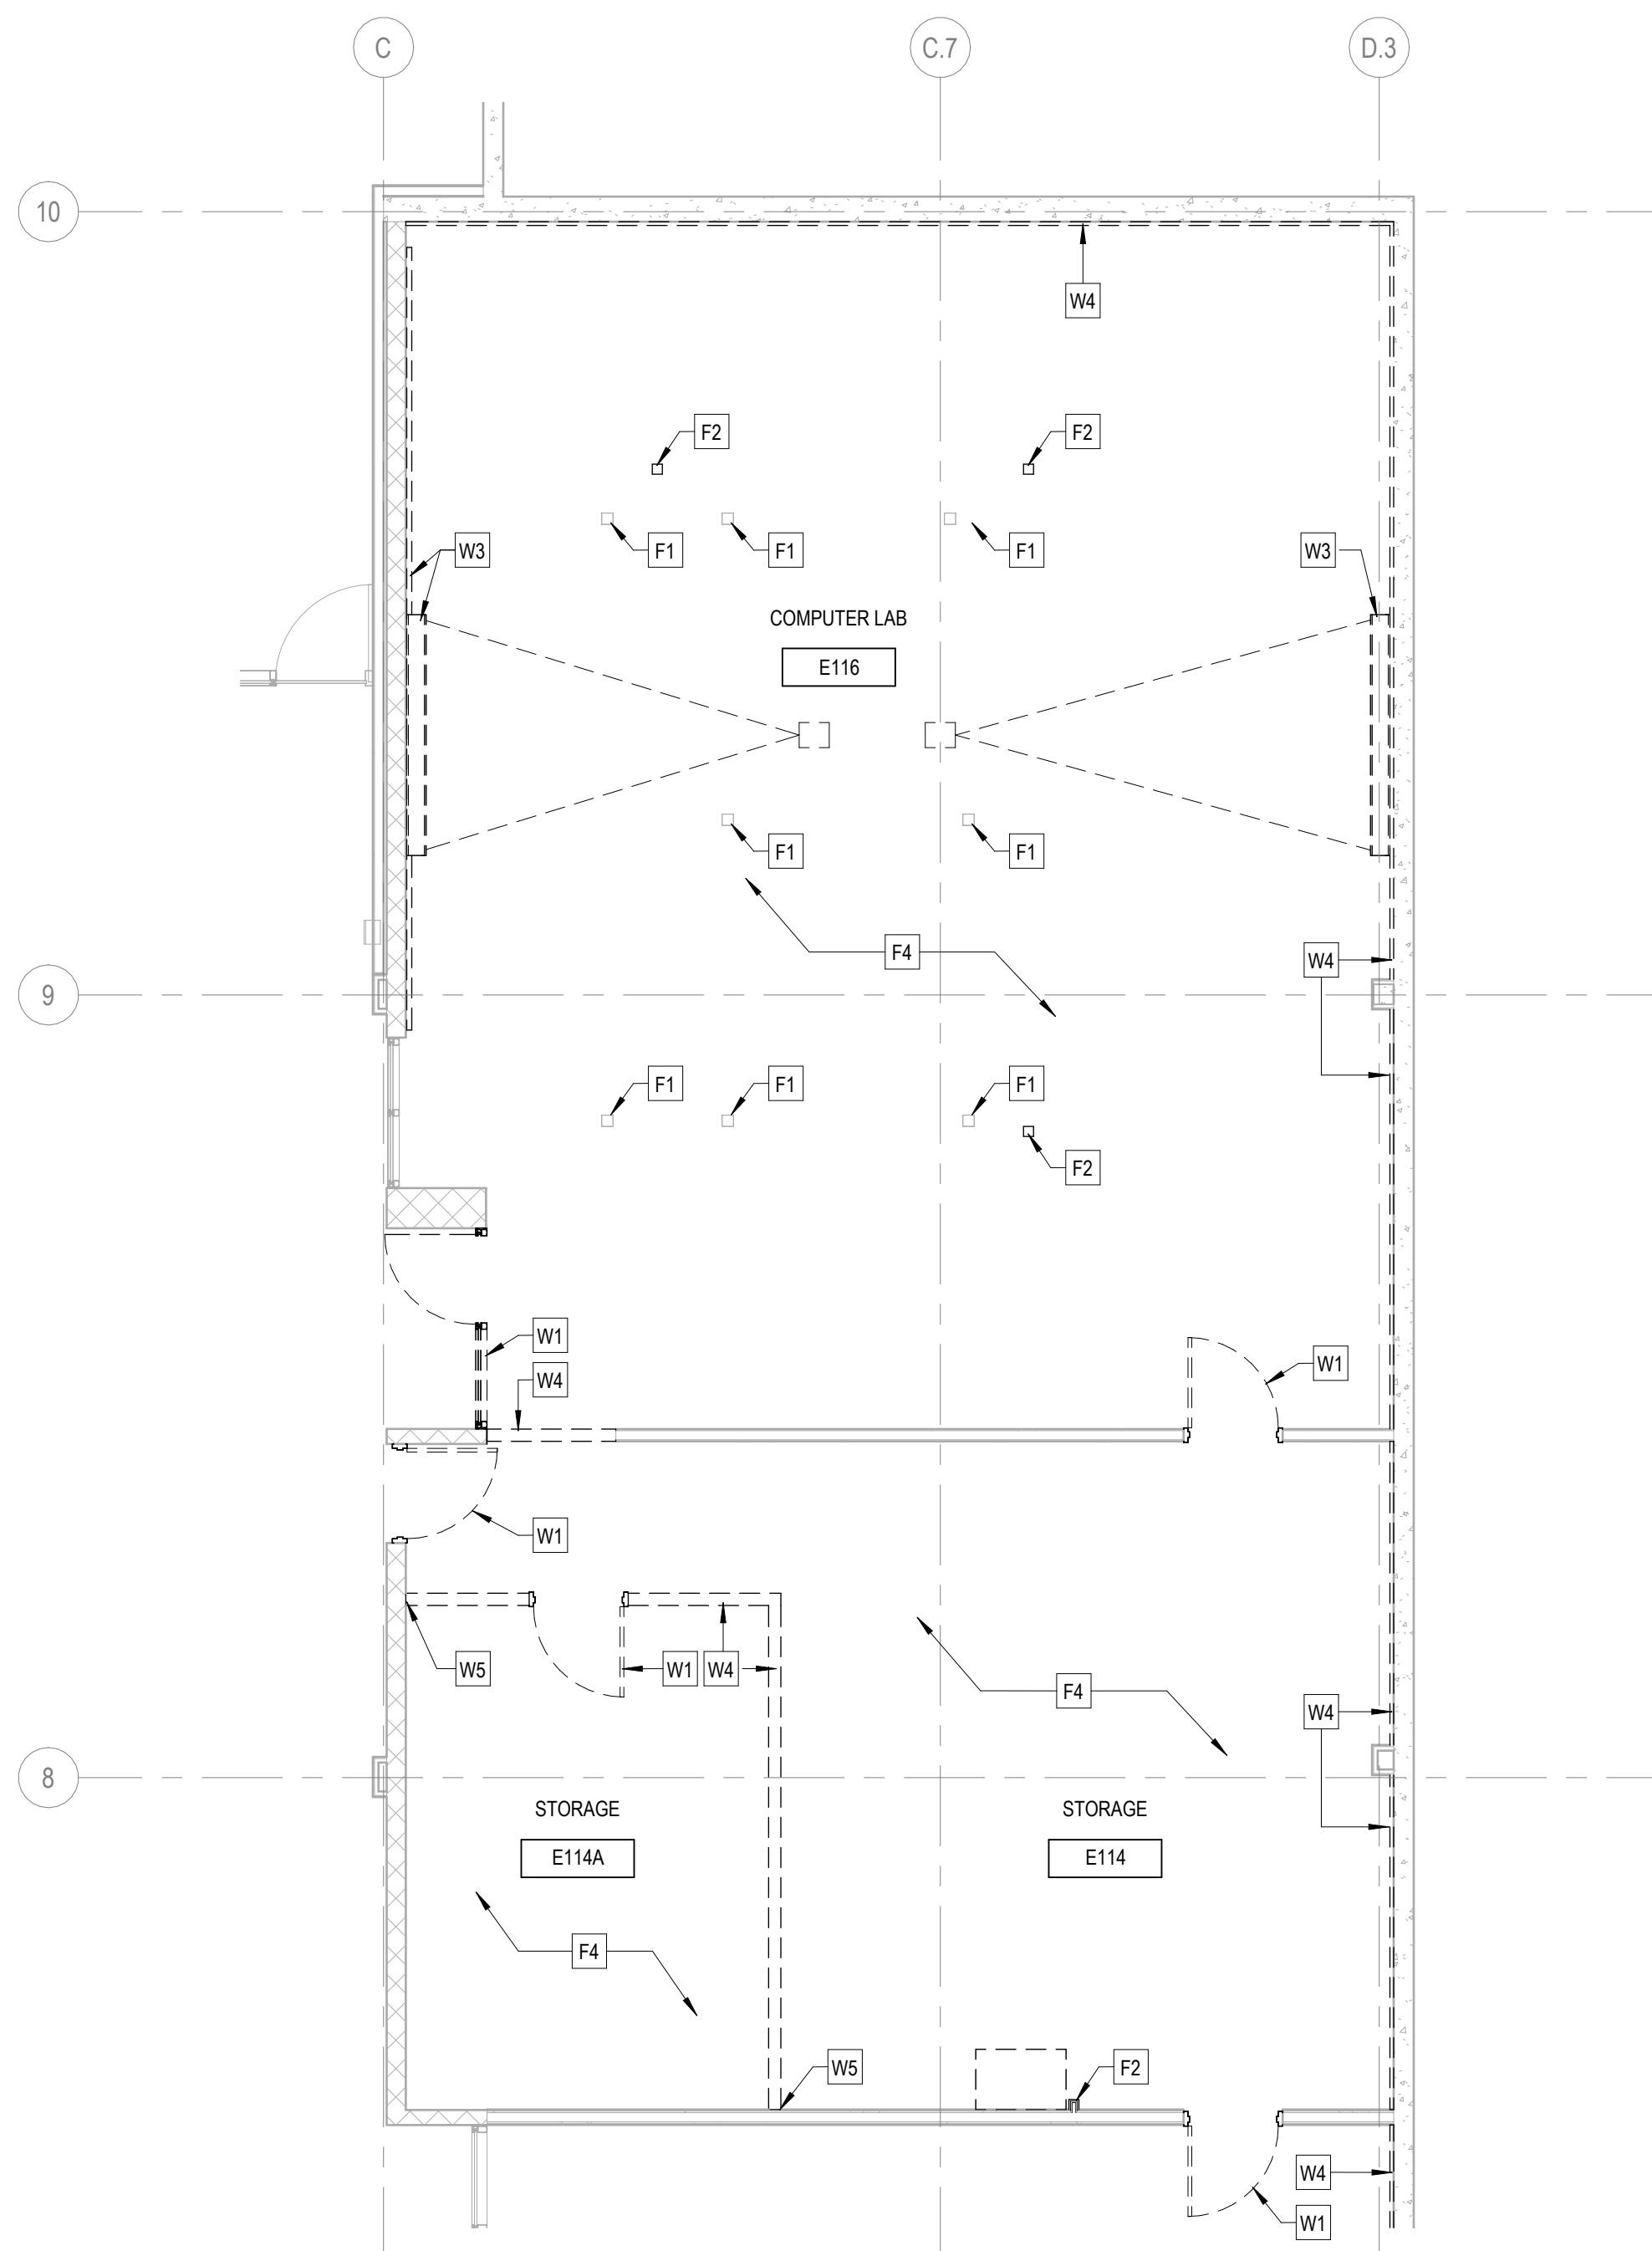 C
C.7
D.3
10
W4
F2
F2
W3
F1
F1
F1
W3
COMPUTER LAB
E116
F1
F1
F4
W4
9
F1
F1
F1
F2
W1
W4
W1
W1
W5
W1
W4
F4
W4
8
STORAGE
STORAGE
E114A
E114
F4
W5
F2
W4
W1